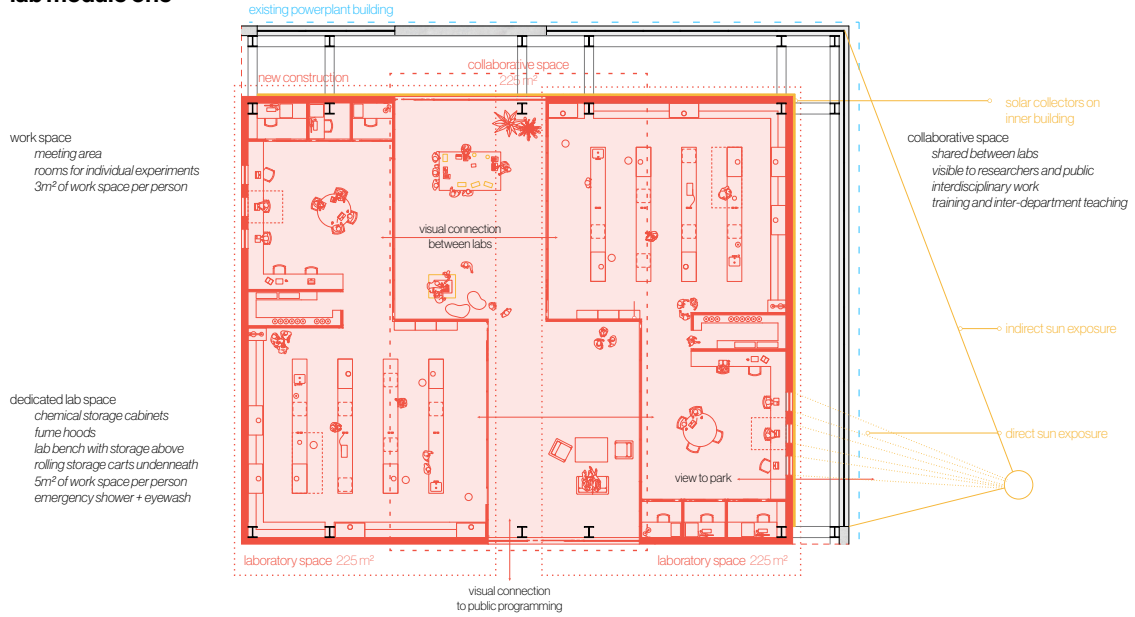 lab module one
existing powerplant building
collaborative space
225 m²
new construction
solar collectors on
inner building
work space
meeting area
rooms for individual experiments
3m² of work space per person
collaborative space
shared between labs
visible to researchers and public
interdisciplinary work
training and inter-department teaching
visual connection
between labs
indirect sun exposure
dedicated lab space
chemical storage cabinets
fume hoods
lab bench with storage above
rolling storage carts undenneath
5m² of work space per person
emergency shower + eyewash
direct sun exposure
view to park
laboratory space 225 m²
laboratory space 225 m²
visual connection
to public programming